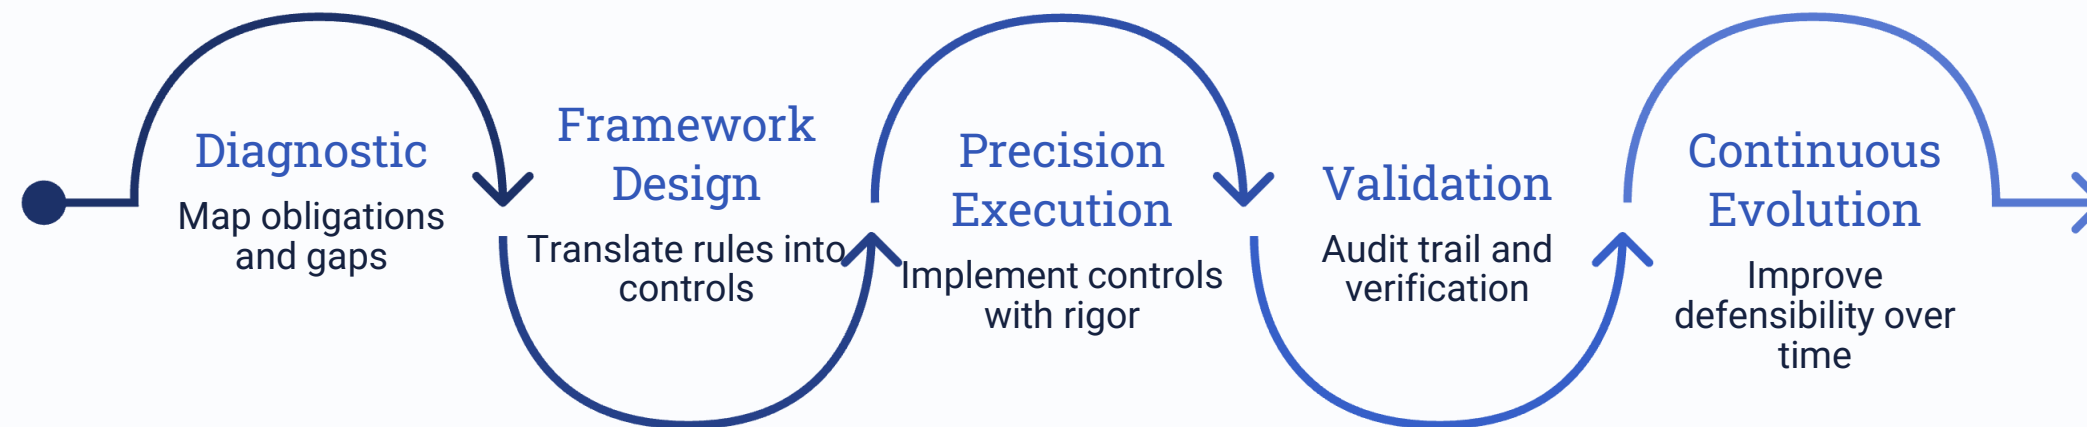 Diagnostic
Map obligations
and gaps
Framework
Design
Translate rules into
controls
Precision
Execution
Implement controls
with rigor
Validation
Audit trail and
verification
Continuous
Evolution
Improve
defensibility over
time